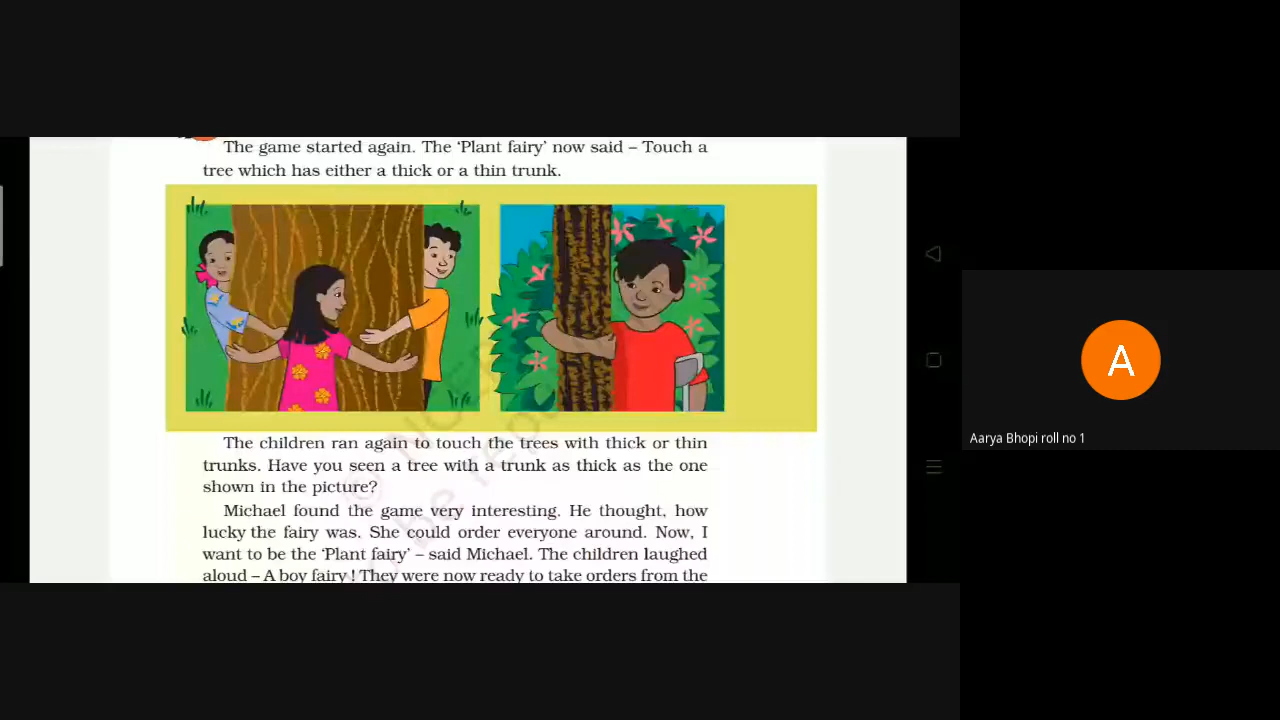 The game started again. The ‘Plant fairy’ now said – Touch a
tree which has either a thick or a thin trunk.
The children ran again to touch the trees with thick or thin
trunks. Have you seen a tree with a trunk as thick as the one
shown in the picture?
Michael found the game very interesting. He thought, how
lucky the fairy was. She could order everyone around. Now, I
want to be the ‘Plant fairy’ – said Michael. The children laughed
aloud – A boy fairy ! They were now ready to take orders from the
A
Aarya Bhopi roll no 1